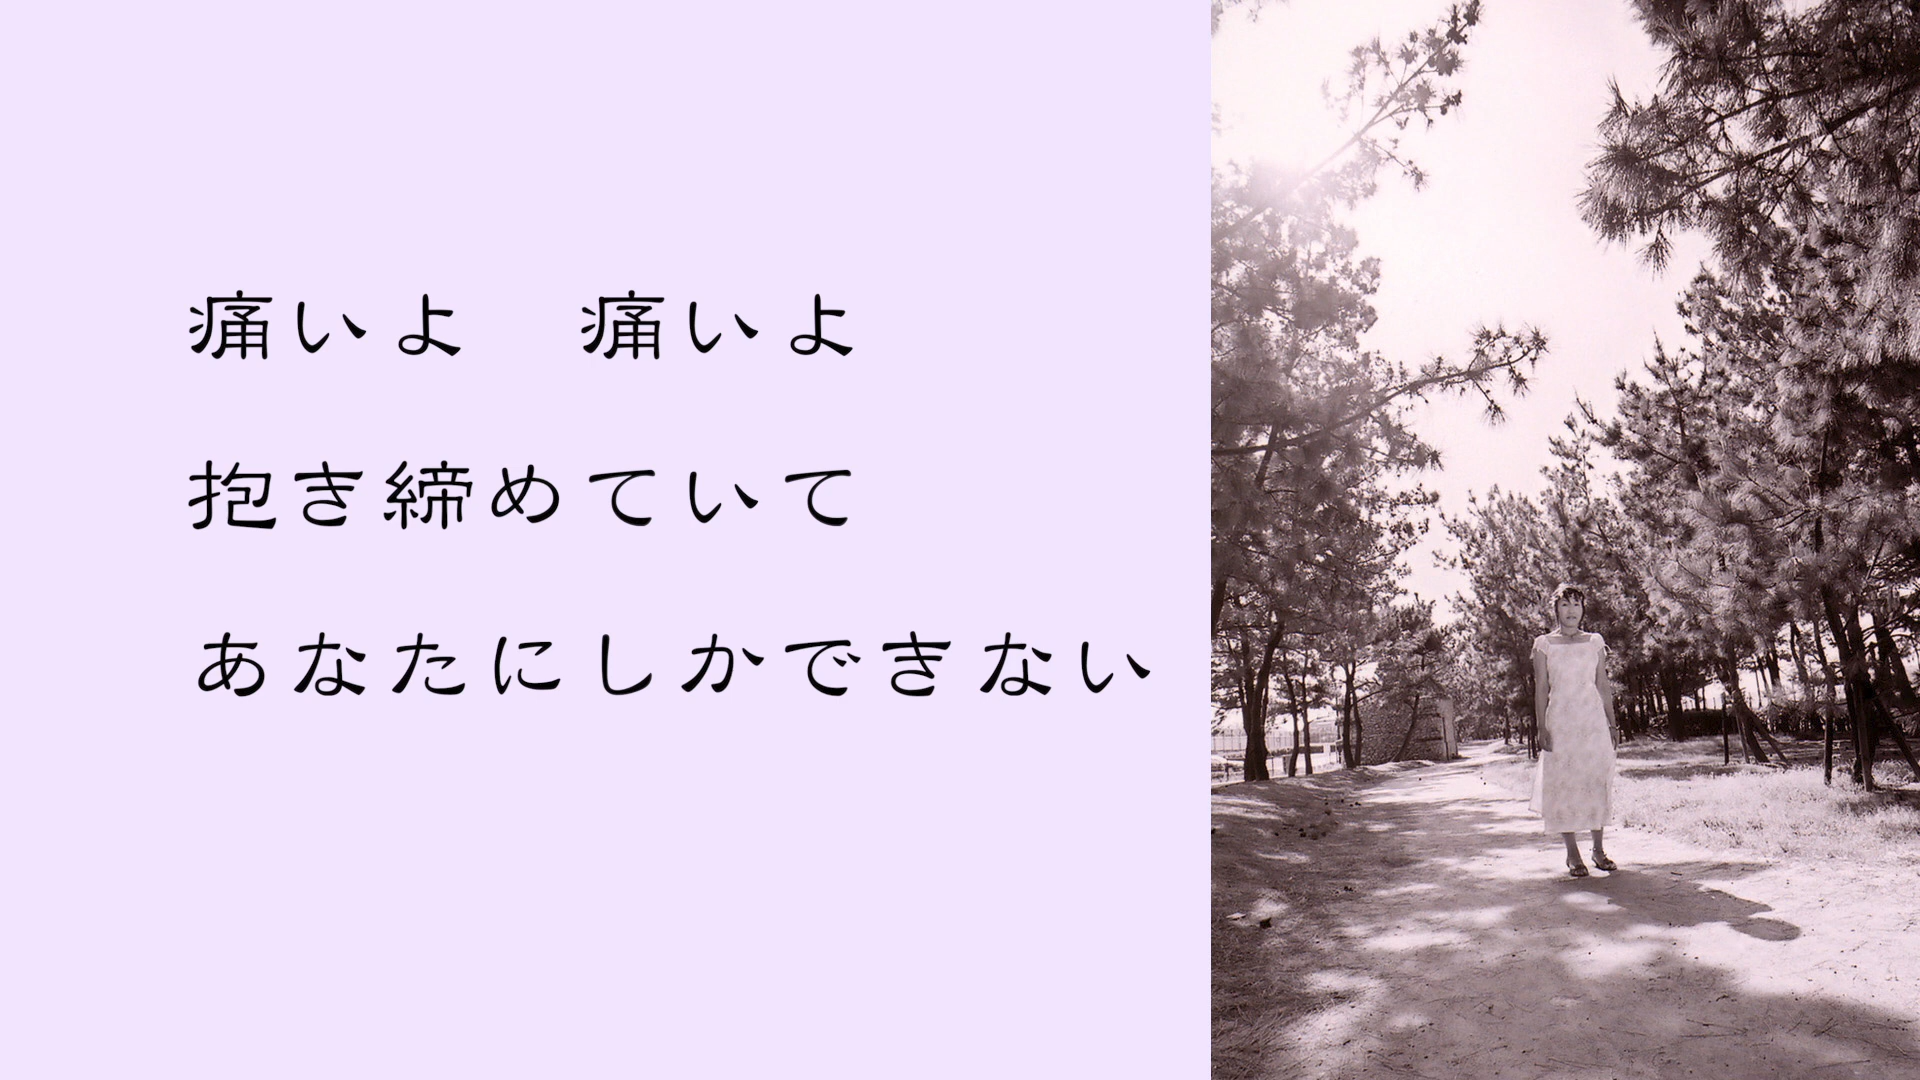 痛いよ　痛いよ
抱き締めていて
あなたにしかできない